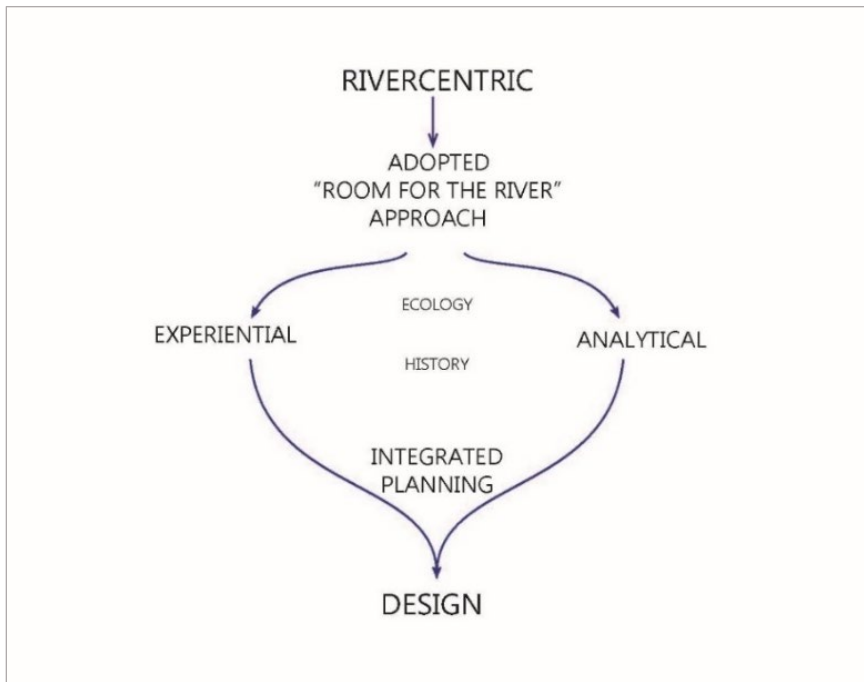 RIVERCENTRIC
ADOPTED
"ROOM FOR THE RIVER"
APPROACH
ECOLOGY
EXPERIENTIAL
ANALYTICAL
HISTORY
INTEGRATED
PLANNING
DESIGN